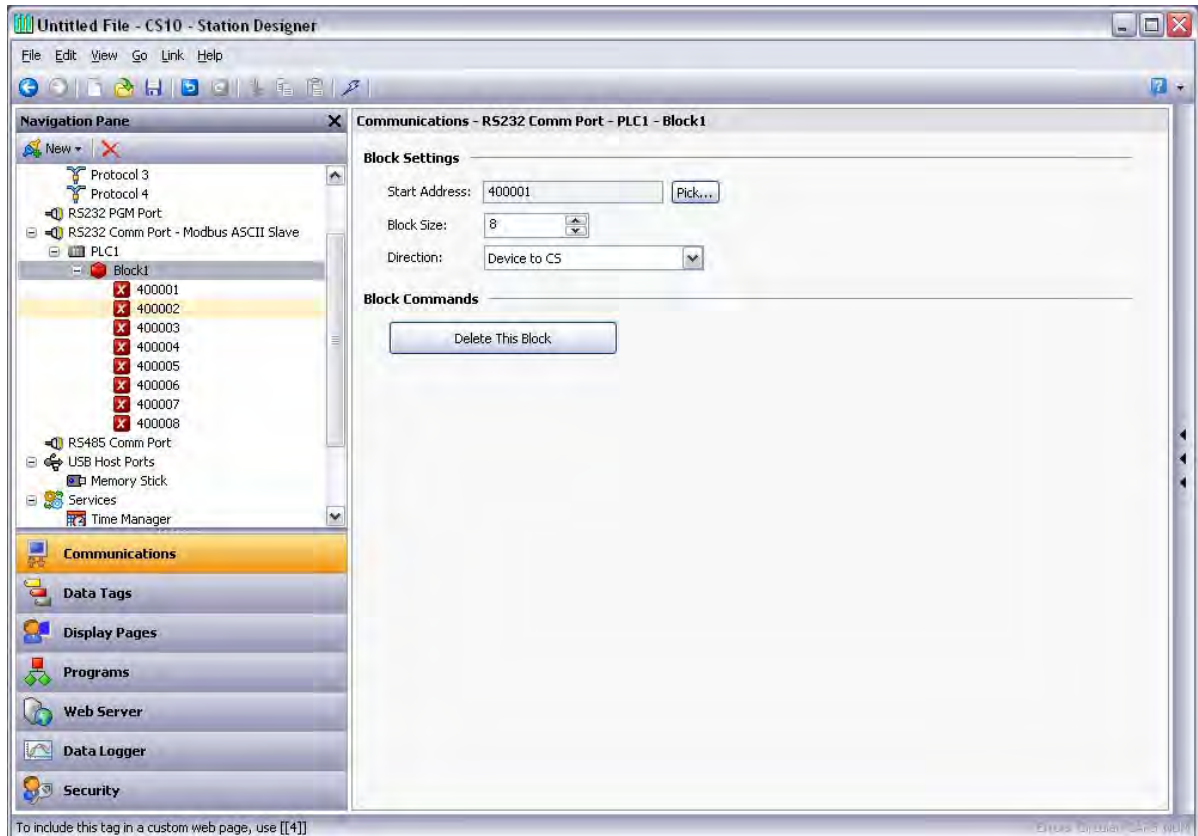 Untitled File - CS10 - Station Designer
File Edit View Go Link Help
Navigation Pane
New
Protocol 3
Protocol 4
RS232 PGM Port
RS232 Comm Port - Modbus ASCII Slave
PLC1
Block1
400001
400002
400003
400004
400005
400006
400007
400008
RS485 Comm Port
USB Host Ports
Memory Stick
Services
Time Manager
Communications
Data Tags
Display Pages
Programs
Web Server
Data Logger
Security
Communications - RS232 Comm Port - PLC1 - Block1
Block Settings
Start Address: 400001 Pick...
Block Size: 8
Direction: Device to CS
Block Commands
Delete This Block
To include this tag in a custom web page, use [[4]]